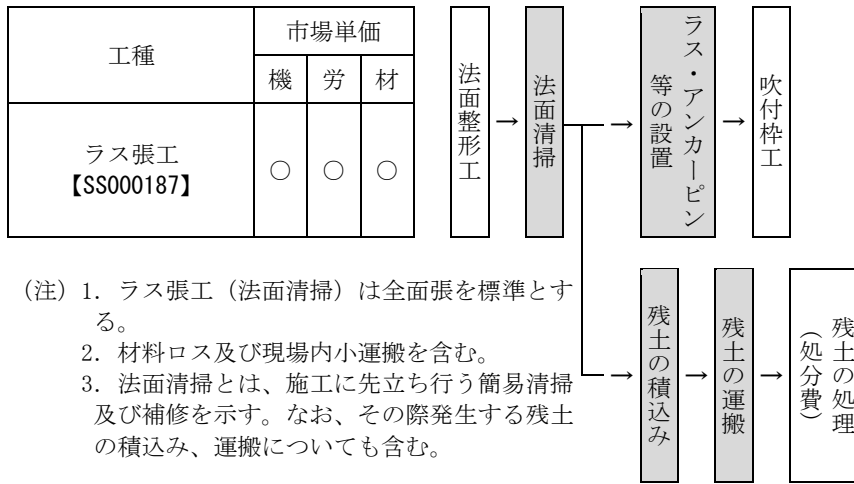 工種
市場単価
機
労
材
ラス張工
【SS000187】
○
○
○
法面整形工
→
法面清掃
→
ラス・アンカーピン
等の設置
→
吹付枠工
→
残土の積込み
→
残土の運搬
→
残土の処理
（処分費）
（注）1．ラス張工（法面清掃）は全面張を標準とす
る。
2．材料ロス及び現場内小運搬を含む。
3．法面清掃とは、施工に先立ち行う簡易清掃
及び補修を示す。なお、その際発生する残土
の積込み、運搬についても含む。